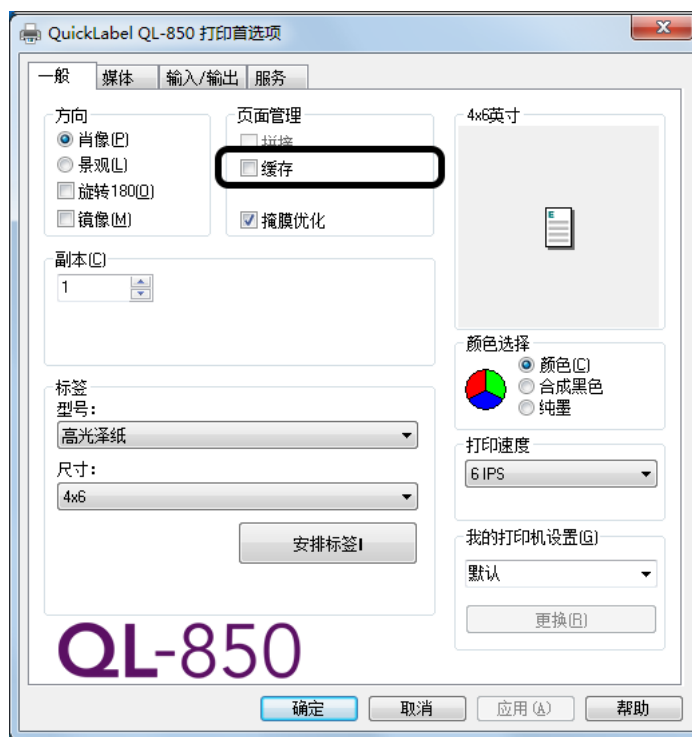 QuickLabel QL-850 打印首选项
一般
媒体
输入/输出
服务
方向
肖像(P)
景观(L)
旋转180(O)
镜像(M)
页面管理
拼接
缓存
掩膜优化
4x6英寸
副本(C)
1
颜色选择
颜色(C)
合成黑色
纯墨
标签
型号:
高光泽纸
尺寸:
4x6
安排标签I
打印速度
6 IPS
我的打印机设置(G)
默认
更换(R)
QL-850
确定
取消
应用(A)
帮助